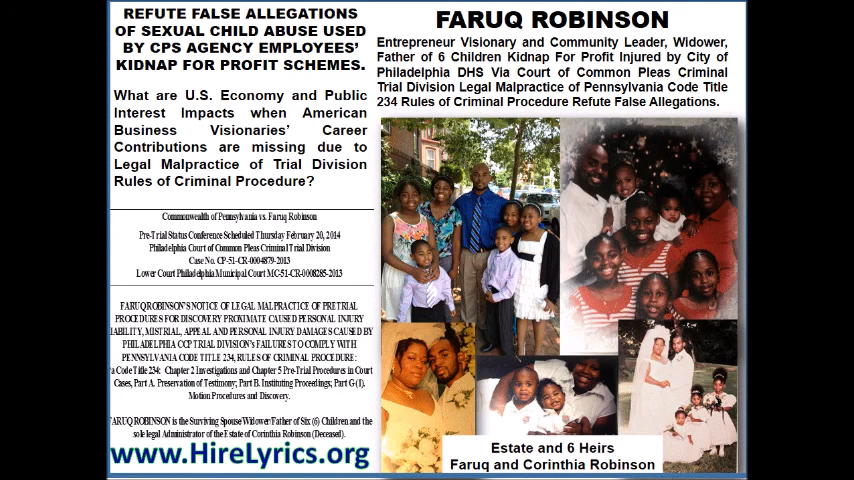 REFUTE FALSE ALLEGATIONS
OF SEXUAL CHILD ABUSE USED
BY CPS AGENCY EMPLOYEES'
KIDNAP FOR PROFIT SCHEMES.
What are U.S. Economy and Public
Interest Impacts when American
Business Visionaries' Career
Contributions are missing due to
Legal Malpractice of Trial Division
Rules of Criminal Procedure?
Commonwealth of Pennsylvania vs. Faruq Robinson
Pre-Trial Status Conference Scheduled Thursday February 20, 2014
Philadelphia Court of Common Pleas Criminal Trial Division
Case No. CP-51-CR-0004879-2013
Lower Court Philadelphia Municipal Court MC-51-CR-0008285-2013
FARUQ ROBINSON'S NOTICE OF LEGAL MALPRACTICE OF PRETRIAL
PROCEDURES FOR DISCOVERY PROXIMATE CAUSED PERSONAL INJURY
IABILITY, MISTRIAL, APPEAL AND PERSONAL INJURY DAMAGES CAUSED BY
PHILADELPHIA CCP TRIAL DIVISION'S FAILURES TO COMPLY WITH
PENNSYLVANIA CODE TITLE 234, RULES OF CRIMINAL PROCEDURE:
a Code Title 234: Chapter 2 Investigations and Chapter 5 Pre-Trial Procedures in Court
Cases, Part A. Preservation of Testimony; Part B. Instituting Proceedings; Part G (1).
Motion Procedures and Discovery.
FARUQ ROBINSON is the Surviving Spouse/Widower/Father of Six (6) Children and the
sole legal Administrator of the Estate of Corinthia Robinson (Deceased).
www.HireLyrics.org
FARUQ ROBINSON
Entrepreneur Visionary and Community Leader, Widower,
Father of 6 Children Kidnap For Profit Injured by City of
Philadelphia DHS Via Court of Common Pleas Criminal
Trial Division Legal Malpractice of Pennsylvania Code Title
234 Rules of Criminal Procedure Refute False Allegations.
Estate and 6 Heirs
Faruq and Corinthia Robinson